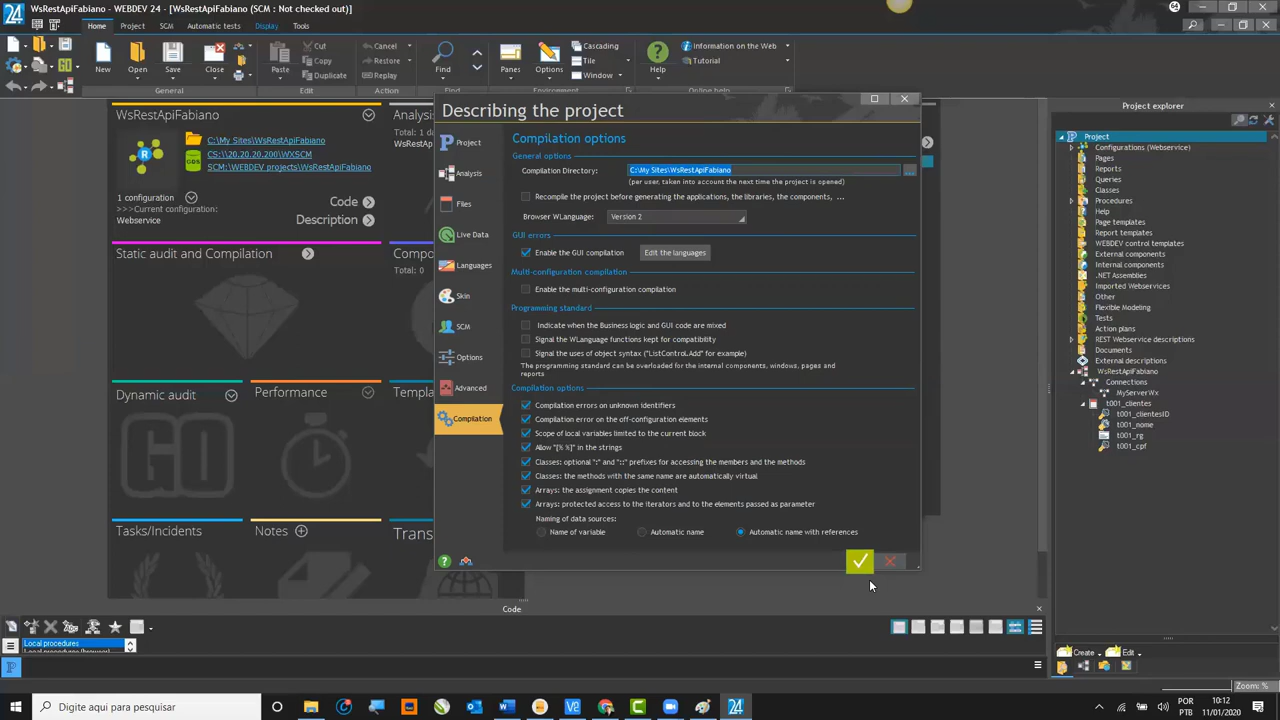 WsRestApiFabiano - WEBDEV 24 - WsRestApiFabiano (SCM : Not checked out)
Home Project SCM Automatic tests Display Tools
New Open Save Close Paste Cut Copy Duplicate Cancel Restore Replay Find Panes Options Cascading Tile Window Help Information on the Web Tutorial
General Edit Find Online help
Project explorer
WsRestApiFabiano
C:\My Sites\WsRestApiFabiano
CS:\\20.20.20.200\WXSCM
SCM:\WEBDEV projects\WsRestApiFabiano
1 configuration
>>>Current configuration:
Webservice
Code
Description
Analysis
Total: 1 d
WsRestApiF
Static audit and Compilation
Compo
Total: 0
Dynamic audit
Performance
Templa
Tasks/Incidents
Notes
Trans
Describing the project
Project
Analysis
Files
Live Data
Languages
Skin
SCM
Options
Advanced
Compilation
Compilation options
General options
Compilation Directory: C:\My Sites\WsRestApiFabiano
(per user, taken into account the next time the project is opened)
Recompile the project before generating the applications, the libraries, the components, ...
Browser WLanguage: Version 2
GUI errors
Enable the GUI compilation Edit the languages
Multi-configuration compilation
Enable the multi-configuration compilation
Programming standard
Indicate when the Business logic and GUI code are mixed
Signal the WLanguage functions kept for compatibility
Signal the uses of object syntax ("ListControl.Add" for example)
The programming standard can be overloaded for the internal components, windows, pages and
reports
Compilation options
Compilation errors on unknown identifiers
Compilation error on the off-configuration elements
Scope of local variables limited to the current block
Allow "[% %]" in the strings
Classes: optional ":" and "::" prefixes for accessing the members and the methods
Classes: the methods with the same name are automatically virtual
Arrays: the assignment copies the content
Arrays: protected access to the iterators and to the elements passed as parameter
Naming of data sources:
Name of variable Automatic name Automatic name with references
Project
Configurations (Webservice)
Pages
Reports
Queries
Classes
Procedures
Help
Page templates
Report templates
WEBDEV control templates
External components
Internal components
.NET Assemblies
Imported Webservices
Other
Flexible Modeling
Tests
Action plans
REST Webservice descriptions
Documents
External descriptions
WsRestApiFabiano
Connections
MyServerWx
t001_clientes
t001_clientesID
t001_nome
t001_rg
t001_cpf
Code
Local procedures
Local procedures (browser)
Create Edit
Zoom: %
Digite aqui para pesquisar
POR
PTB
10:12
11/01/2020